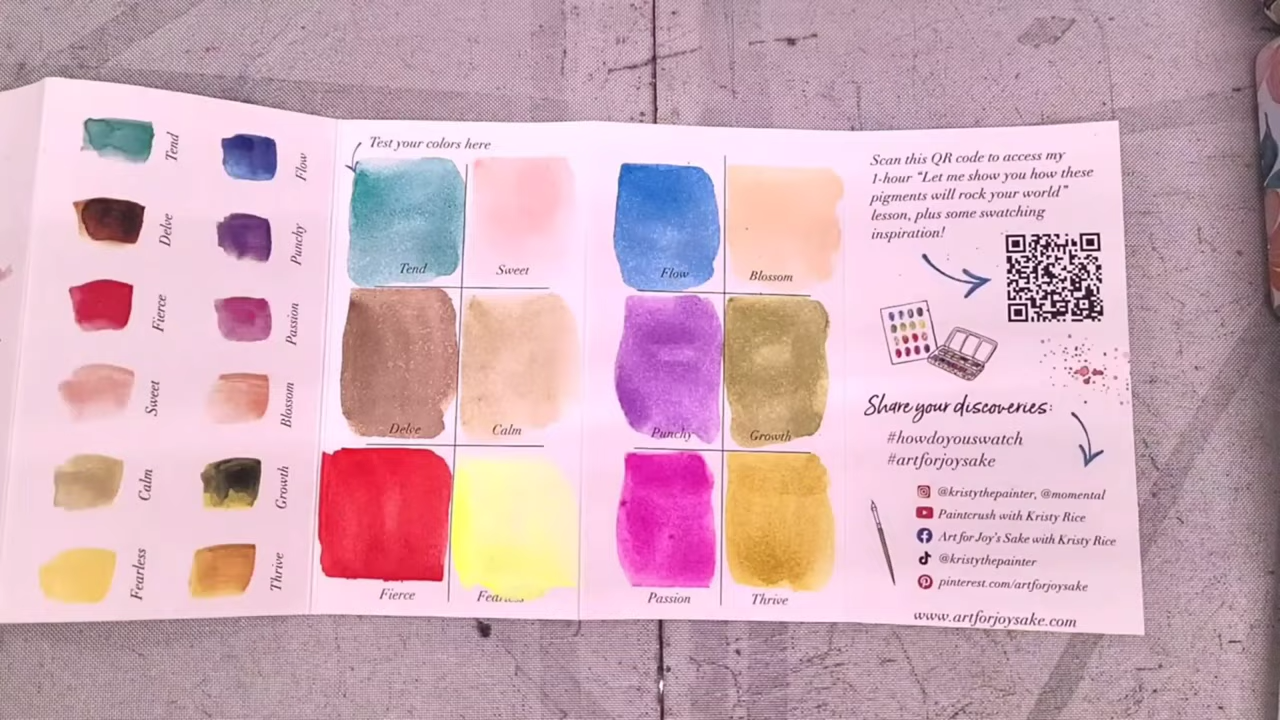 Tend
Flow
Delve
Punchy
Fierce
Passion
Sweet
Blossom
Calm
Growth
Fearless
Thrive
Test your colors here
Tend
Sweet
Delve
Calm
Fierce
Fearless
Flow
Blossom
Punchy
Growth
Passion
Thrive
Scan this QR code to access my
1-hour “Let me show you how these
pigments will rock your world”
lesson, plus some swatching
inspiration!
Share your discoveries:
#howdoyouswatch
#artforjoysake
@kristythepainter, @momental
Paintcrush with Kristy Rice
Art for Joy's Sake with Kristy Rice
@kristythepainter
pinterest.com/artforjoysake
www.artforjoysake.com